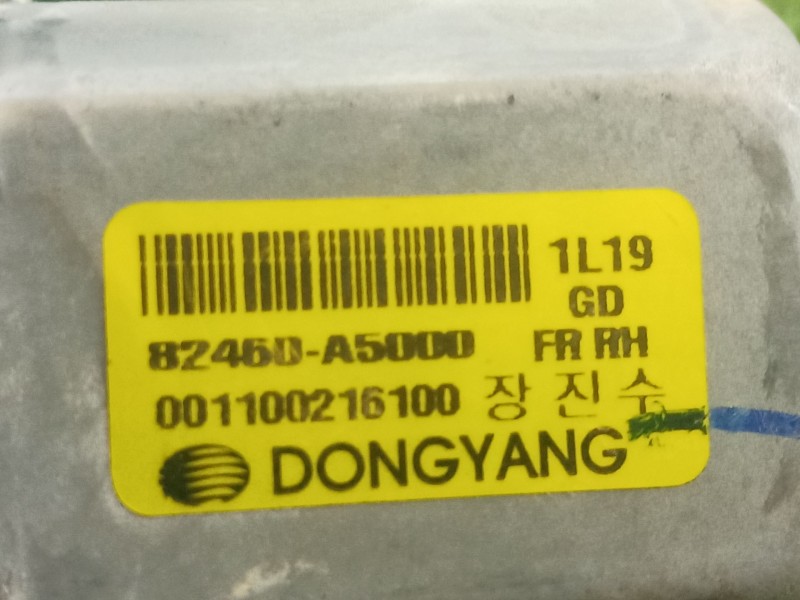 1L19
GD
82460-A5000 FR RH
001100216100 장진수
DONGYANG